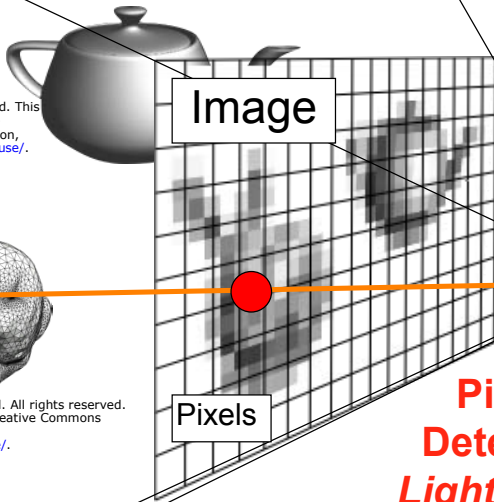 d. This
Image
on,
use/.
d. All rights reserved.
eative Commons
Pixels
/.
Pi
Dete
Light